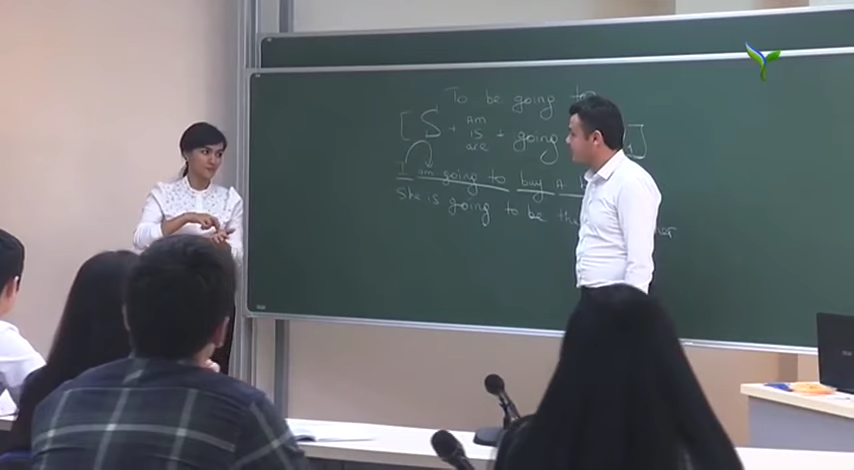 To be going to
[S + am + going
is
are
I am going to buy a
She is going to be